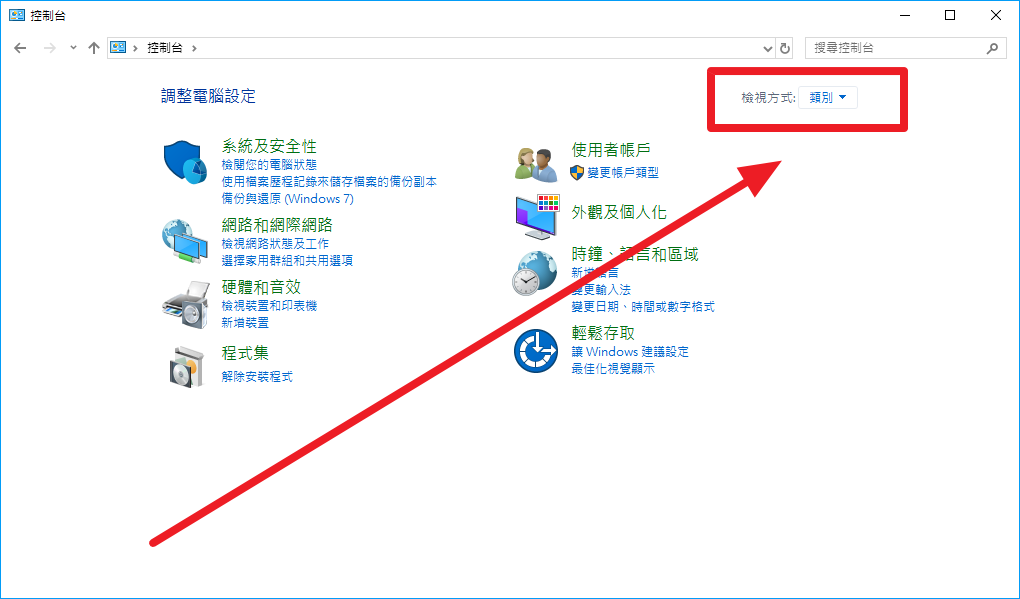 控制台
控制台
搜尋控制台
調整電腦設定
檢視方式: 類別
系統及安全性
檢閱您的電腦狀態
使用檔案歷程記錄來儲存檔案的備份副本
備份與還原 (Windows 7)
網路和網際網路
檢視網路狀態及工作
選擇家用群組和共用選項
硬體和音效
檢視裝置和印表機
新增裝置
程式集
解除安裝程式
使用者帳戶
變更帳戶類型
外觀及個人化
時鐘、語言和區域
新增語言
變更輸入法
變更日期、時間或數字格式
輕鬆存取
讓 Windows 建議設定
最佳化視覺顯示